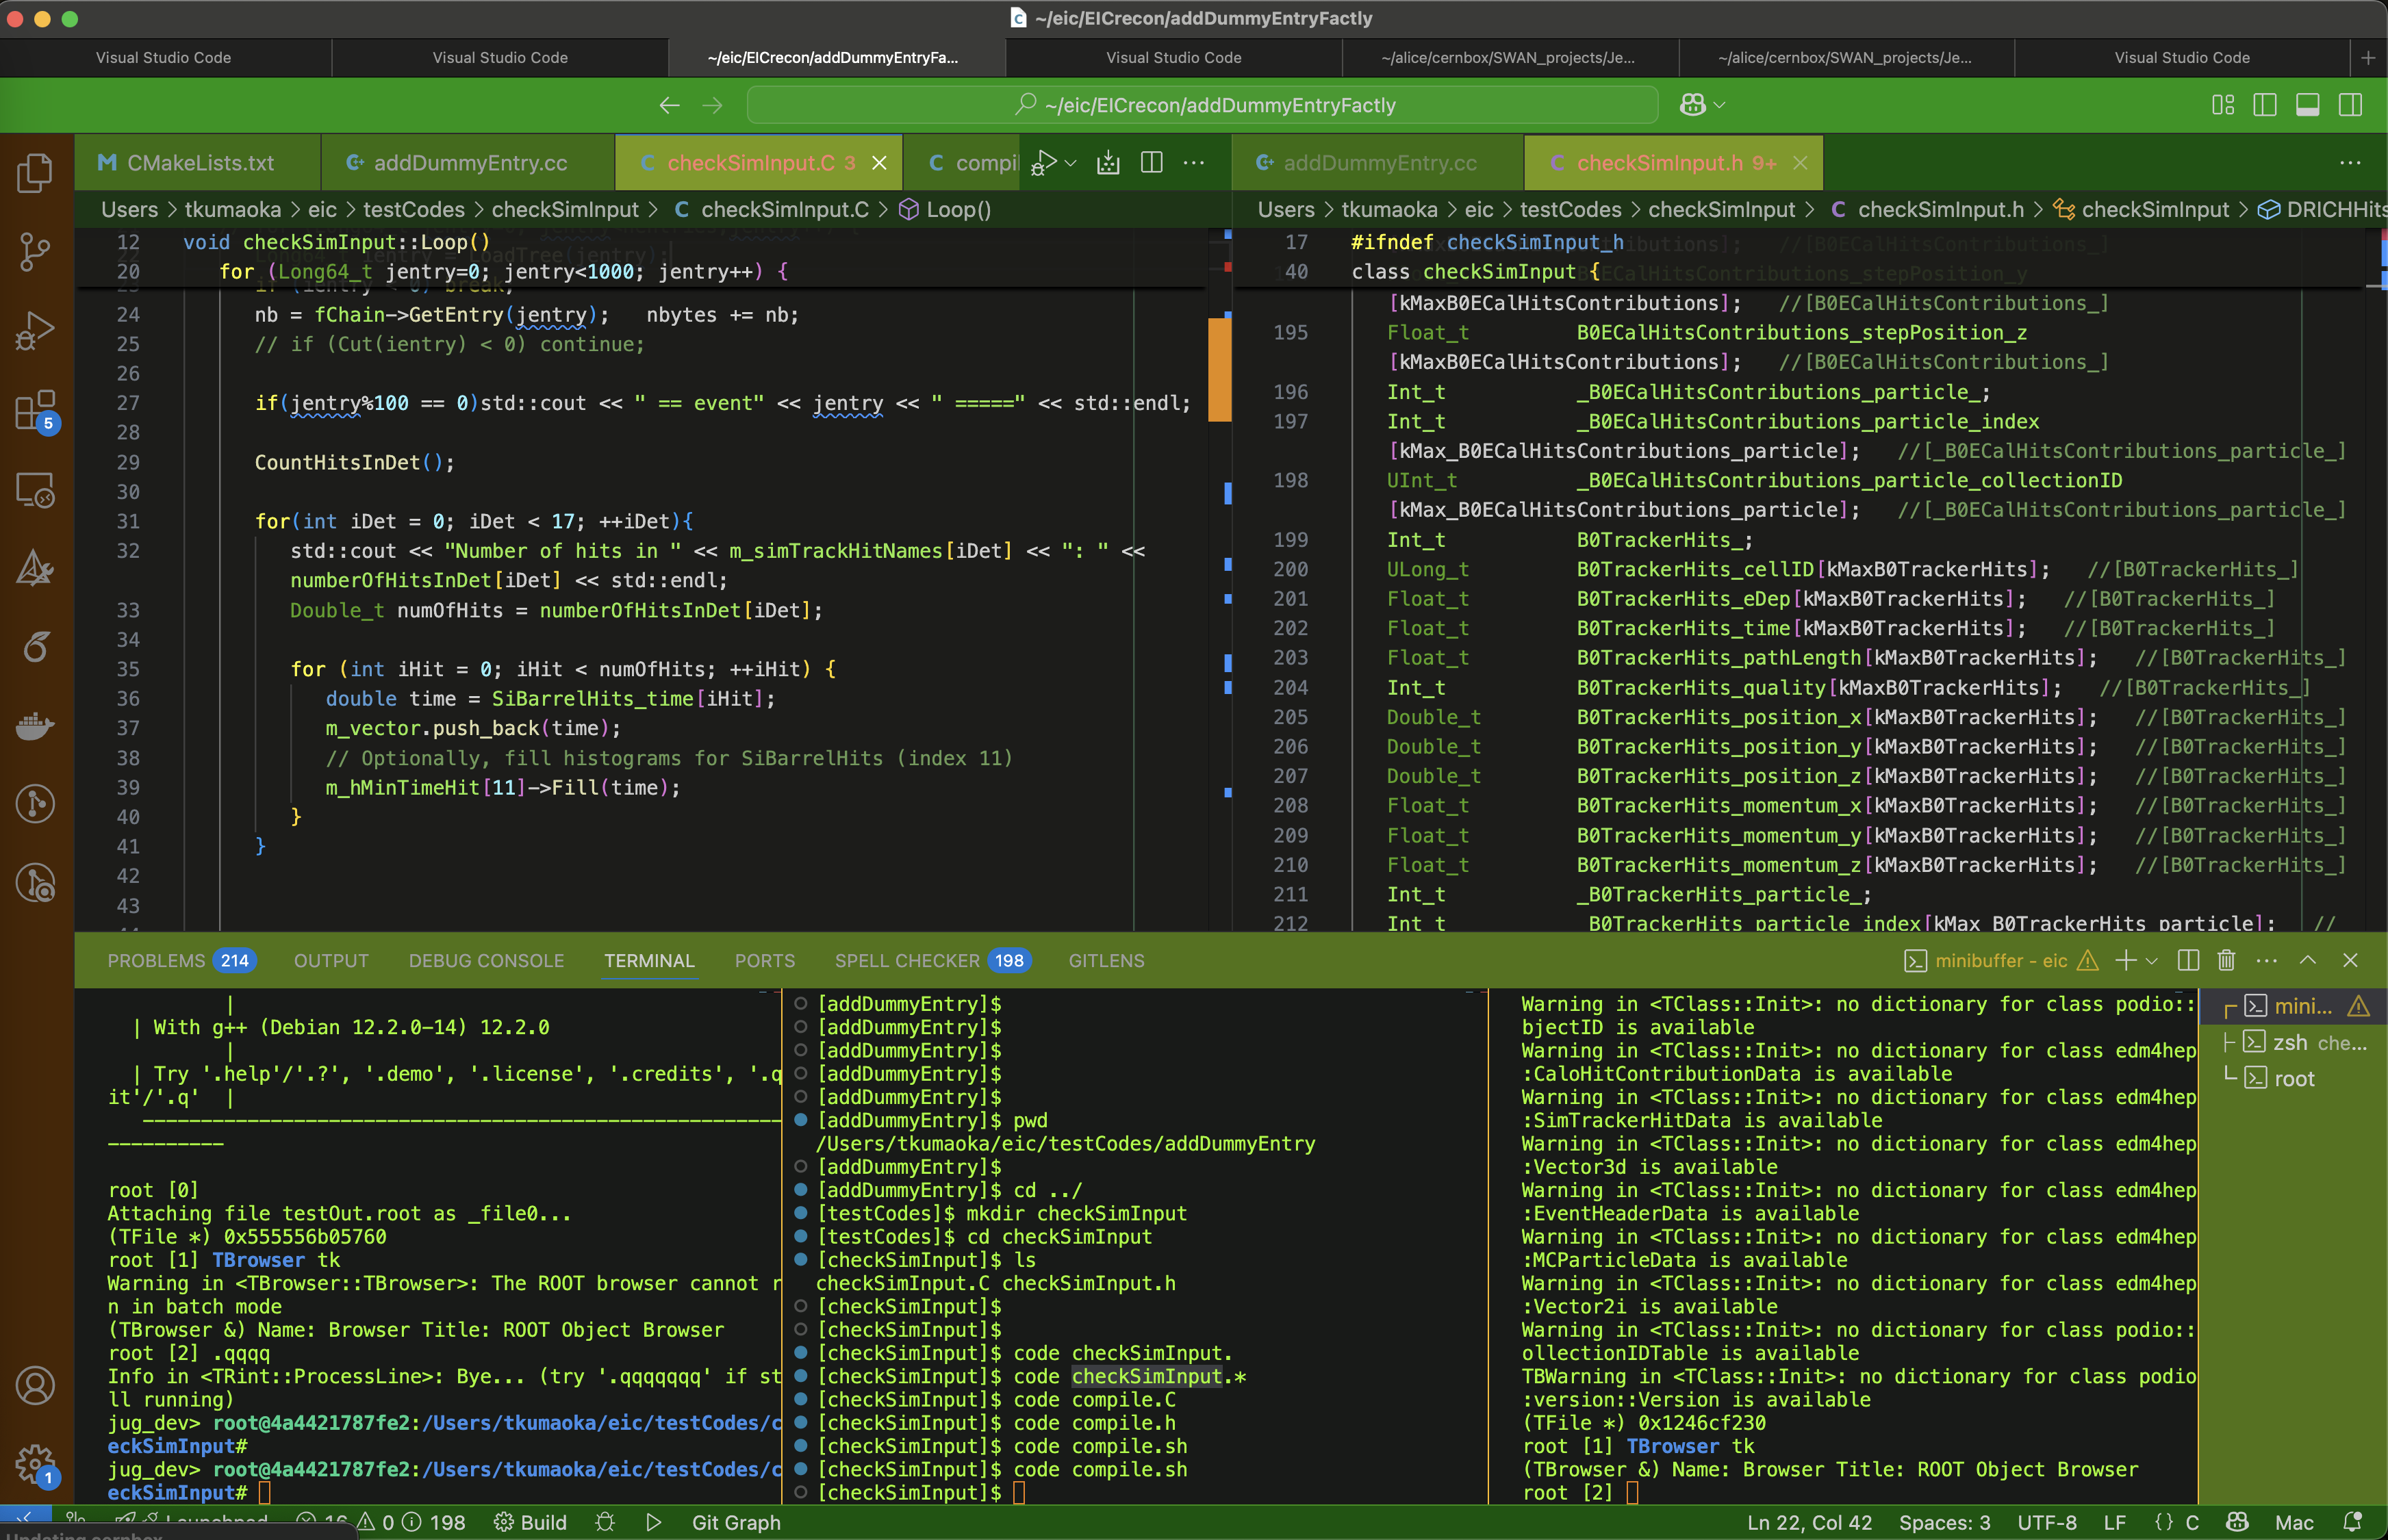 ~/eic/EICrecon/addDummyEntryFactly
Visual Studio Code
Visual Studio Code
~/eic/EICrecon/addDummyEntryFa...
Visual Studio Code
~/alice/cernbox/SWAN_projects/Je...
~/alice/cernbox/SWAN_projects/Je...
Visual Studio Code
~/eic/EICrecon/addDummyEntryFactly
CMakeLists.txt
addDummyEntry.cc
checkSimInput.C 3
compil
addDummyEntry.cc
checkSimInput.h 9+
Users > tkumaoka > eic > testCodes > checkSimInput > C checkSimInput.C > Loop()
12 void checkSimInput::Loop()
20 for (Long64_t jentry=0; jentry<1000; jentry++) {
24 nb = fChain->GetEntry(jentry);   nbytes += nb;
25 // if (Cut(ientry) < 0) continue;
26
27 if(jentry%100 == 0)std::cout << " == event" << jentry << " =====" << std::endl;
28
29 CountHitsInDet();
30
31 for(int iDet = 0; iDet < 17; ++iDet){
32 std::cout << "Number of hits in " << m_simTrackHitNames[iDet] << ": " <<
numberOfHitsInDet[iDet] << std::endl;
33 Double_t numOfHits = numberOfHitsInDet[iDet];
34
35 for (int iHit = 0; iHit < numOfHits; ++iHit) {
36 double time = SiBarrelHits_time[iHit];
37 m_vector.push_back(time);
38 // Optionally, fill histograms for SiBarrelHits (index 11)
39 m_hMinTimeHit[11]->Fill(time);
40 }
41 }
42
43
Users > tkumaoka > eic > testCodes > checkSimInput > C checkSimInput.h > checkSimInput > DRICHHits
17 #ifndef checkSimInput_h
40 class checkSimInput {
[kMaxB0ECalHitsContributions];   //[B0ECalHitsContributions_]
195 Float_t         B0ECalHitsContributions_stepPosition_z
[kMaxB0ECalHitsContributions];   //[B0ECalHitsContributions_]
196 Int_t           _B0ECalHitsContributions_particle_;
197 Int_t           _B0ECalHitsContributions_particle_index
[kMax_B0ECalHitsContributions_particle];   //[_B0ECalHitsContributions_particle_]
198 UInt_t          _B0ECalHitsContributions_particle_collectionID
[kMax_B0ECalHitsContributions_particle];   //[_B0ECalHitsContributions_particle_]
199 Int_t           B0TrackerHits_;
200 ULong_t         B0TrackerHits_cellID[kMaxB0TrackerHits];   //[B0TrackerHits_]
201 Float_t         B0TrackerHits_eDep[kMaxB0TrackerHits];   //[B0TrackerHits_]
202 Float_t         B0TrackerHits_time[kMaxB0TrackerHits];   //[B0TrackerHits_]
203 Float_t         B0TrackerHits_pathLength[kMaxB0TrackerHits];   //[B0TrackerHits_]
204 Int_t           B0TrackerHits_quality[kMaxB0TrackerHits];   //[B0TrackerHits_]
205 Double_t        B0TrackerHits_position_x[kMaxB0TrackerHits];   //[B0TrackerHits_]
206 Double_t        B0TrackerHits_position_y[kMaxB0TrackerHits];   //[B0TrackerHits_]
207 Double_t        B0TrackerHits_position_z[kMaxB0TrackerHits];   //[B0TrackerHits_]
208 Float_t         B0TrackerHits_momentum_x[kMaxB0TrackerHits];   //[B0TrackerHits_]
209 Float_t         B0TrackerHits_momentum_y[kMaxB0TrackerHits];   //[B0TrackerHits_]
210 Float_t         B0TrackerHits_momentum_z[kMaxB0TrackerHits];   //[B0TrackerHits_]
211 Int_t           _B0TrackerHits_particle_;
212 Int_t           _B0TrackerHits_particle_index[kMax_B0TrackerHits_particle];   //
PROBLEMS 214
OUTPUT
DEBUG CONSOLE
TERMINAL
PORTS
SPELL CHECKER 198
GITLENS
minibuffer - eic
|
| With g++ (Debian 12.2.0-14) 12.2.0
|
| Try '.help'/'.?', '.demo', '.license', '.credits', '.q
it'/'.q'  |
----------
root [0]
Attaching file testOut.root as _file0...
(TFile *) 0x555556b05760
root [1] TBrowser tk
Warning in <TBrowser::TBrowser>: The ROOT browser cannot r
n in batch mode
(TBrowser &) Name: Browser Title: ROOT Object Browser
root [2] .qqqq
Info in <TRint::ProcessLine>: Bye... (try '.qqqqqqq' if st
ll running)
jug_dev> root@4a4421787fe2:/Users/tkumaoka/eic/testCodes/c
eckSimInput#
jug_dev> root@4a4421787fe2:/Users/tkumaoka/eic/testCodes/c
eckSimInput#
[addDummyEntry]$
[addDummyEntry]$
[addDummyEntry]$
[addDummyEntry]$
[addDummyEntry]$
[addDummyEntry]$ pwd
/Users/tkumaoka/eic/testCodes/addDummyEntry
[addDummyEntry]$
[addDummyEntry]$ cd ../
[testCodes]$ mkdir checkSimInput
[testCodes]$ cd checkSimInput
[checkSimInput]$ ls
checkSimInput.C checkSimInput.h
[checkSimInput]$
[checkSimInput]$
[checkSimInput]$ code checkSimInput.
[checkSimInput]$ code checkSimInput.*
[checkSimInput]$ code compile.C
[checkSimInput]$ code compile.h
[checkSimInput]$ code compile.sh
[checkSimInput]$ code compile.sh
[checkSimInput]$
Warning in <TClass::Init>: no dictionary for class podio::
bjectID is available
Warning in <TClass::Init>: no dictionary for class edm4hep
:CaloHitContributionData is available
Warning in <TClass::Init>: no dictionary for class edm4hep
:SimTrackerHitData is available
Warning in <TClass::Init>: no dictionary for class edm4hep
:Vector3d is available
Warning in <TClass::Init>: no dictionary for class edm4hep
:EventHeaderData is available
Warning in <TClass::Init>: no dictionary for class edm4hep
:MCParticleData is available
Warning in <TClass::Init>: no dictionary for class edm4hep
:Vector2i is available
Warning in <TClass::Init>: no dictionary for class podio::
ollectionIDTable is available
TBWarning in <TClass::Init>: no dictionary for class podio
:version::Version is available
(TFile *) 0x1246cf230
root [1] TBrowser tk
(TBrowser &) Name: Browser Title: ROOT Object Browser
root [2]
mini...
zsh che...
root
5
1
0
198
Build
Git Graph
Ln 22, Col 42
Spaces: 3
UTF-8
LF
{} C
Mac